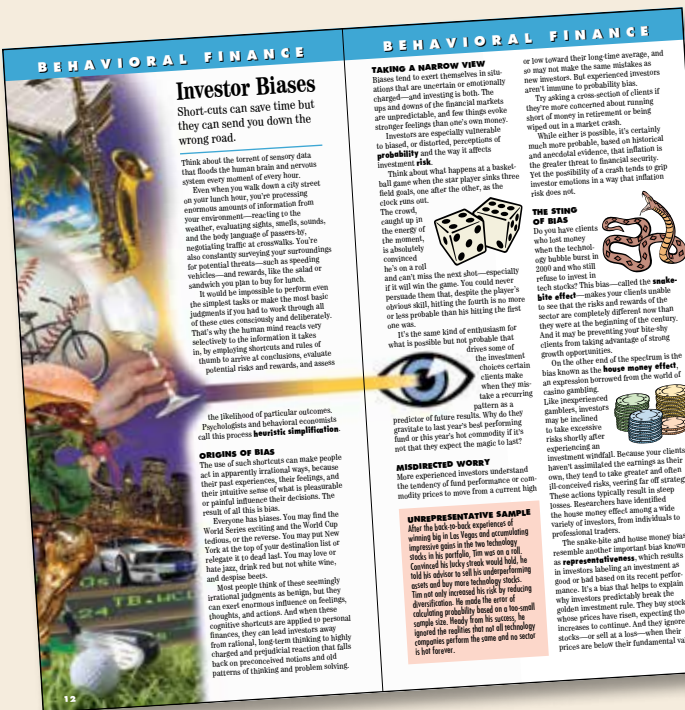 BEHAVIORAL FINANCE
Investor Biases
Short-cuts can save time but
they can send you down the
wrong road.
Think about the torrent of sensory data
that floods the human brain and nervous
system every moment of every hour.
Even when you walk down a city street
on your lunch hour, you're processing
enormous amounts of information from
your environment—reacting to the
weather, evaluating sights, smells, sounds,
and the body language of passers-by,
negotiating traffic at crosswalks. You're
also constantly surveying your surroundings
for potential threats—such as speeding
vehicles—and rewards, like the salad or
sandwich you plan to buy for lunch.
It would be impossible to perform even
the simplest tasks or make the most basic
judgments if you had to work through all
of these cues consciously and deliberately.
That's why the human mind reacts very
selectively to the information it takes
in, by employing shortcuts and rules of
thumb to arrive at conclusions, evaluate
potential risks and rewards, and assess
the likelihood of particular outcomes.
Psychologists and behavioral economists
call this process heuristic simplification.
ORIGINS OF BIAS
The use of such shortcuts can make people
act in apparently irrational ways, because
their past experiences, their feelings, and
their intuitive sense of what is pleasurable
or painful influence their decisions. The
result of all this is bias.
Everyone has biases. You may find the
World Series exciting and the World Cup
tedious, or the reverse. You may put New
York at the top of your destination list or
relegate it to dead last. You may love or
hate jazz, drink red but not white wine,
and despise beets.
Most people think of these seemingly
irrational judgments as benign, but they
can exert enormous influence on feelings,
thoughts, and actions. And when these
cognitive shortcuts are applied to personal
finances, they can lead investors away
from rational, long-term thinking to highly
charged and prejudicial reaction that falls
back on preconceived notions and old
patterns of thinking and problem solving.
12
BEHAVIORAL FINANCE
TAKING A NARROW VIEW
Biases tend to exert themselves in situ-
ations that are uncertain or emotionally
charged—and investing is both. The
ups and downs of the financial markets
are unpredictable, and few things evoke
stronger feelings than one's own money.
Investors are especially vulnerable
to biased, or distorted, perceptions of
probability and the way it affects
investment risk.
Think about what happens at a basket-
ball game when the star player sinks three
field goals, one after the other, as the
clock runs out.
The crowd,
caught up in
the energy of
the moment,
is absolutely
convinced
he's on a roll
and can't miss the next shot—especially
if it will win the game. You could never
persuade them that, despite the player's
obvious skill, hitting the fourth is no more
or less probable than his hitting the first
one was.
It's the same kind of enthusiasm for
what is possible but not probable that
drives some of
the investment
choices certain
clients make
when they mis-
take a recurring
pattern as a
predictor of future results. Why do they
gravitate to last year's best performing
fund or this year's hot commodity if it's
not that they expect the magic to last?
MISDIRECTED WORRY
More experienced investors understand
the tendency of fund performance or com-
modity prices to move from a current high
UNREPRESENTATIVE SAMPLE
After the back-to-back experiences of
winning big in Las Vegas and accumulating
impressive gains in the two technology
stocks in his portfolio, Tim was on a roll.
Convinced his lucky streak would hold, he
told his advisor to sell his underperforming
assets and buy more technology stocks.
Tim not only increased his risk by reducing
diversification. He made the error of
calculating probability based on a too-small
sample size. Heady from his success, he
ignored the realities that not all technology
companies perform the same and no sector
is hot forever.
or low toward their long-time average, and
so may not make the same mistakes as
new investors. But experienced investors
aren't immune to probability bias.
Try asking a cross-section of clients if
they're more concerned about running
short of money in retirement or being
wiped out in a market crash.
While either is possible, it's certainly
much more probable, based on historical
and anecdotal evidence, that inflation is
the greater threat to financial security.
Yet the possibility of a crash tends to grip
investor emotions in a way that inflation
risk does not.
THE STING
OF BIAS
Do you have clients
who lost money
when the technol-
ogy bubble burst in
2000 and who still
refuse to invest in
tech stocks? This bias—called the snake-
bite effect—makes your clients unable
to see that the risks and rewards of the
sector are completely different now than
they were at the beginning of the century.
And it may be preventing your bite-shy
clients from taking advantage of strong
growth opportunities.
On the other end of the spectrum is the
bias known as the house money effect,
an expression borrowed from the world of
casino gambling.
Like inexperienced
gamblers, investors
may be inclined
to take excessive
risks shortly after
experiencing an
investment windfall. Because your clients
haven't assimilated the earnings as their
own, they tend to take greater and often
ill-conceived risks, veering far off strateg
These actions typically result in steep
losses. Researchers have identified
the house money effect among a wide
variety of investors, from individuals to
professional traders.
The snake-bite and house money bias
resemble another important bias known
as representativeness, which results
in investors labeling an investment as
good or bad based on its recent perfor-
mance. It's a bias that helps to explain
why investors predictably break the
golden investment rule. They buy stock
whose prices have risen, expecting tho
increases to continue. And they ignore
stocks—or sell at a loss—when their
prices are below their fundamental va